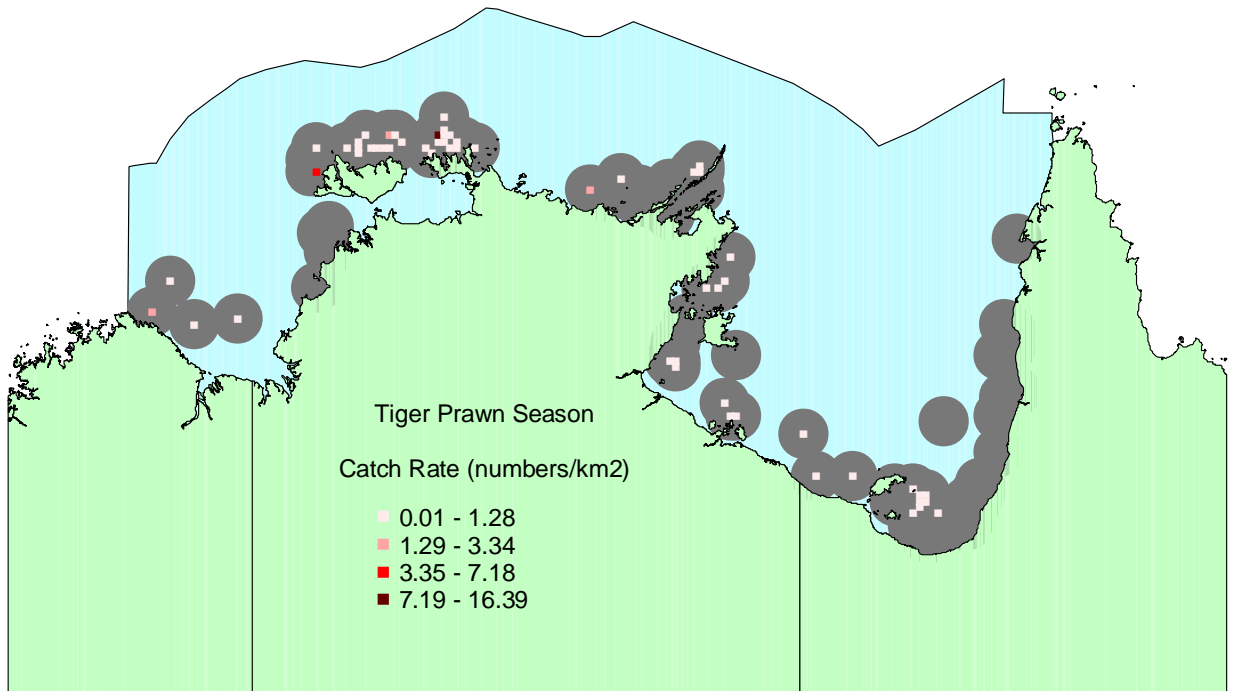 Tiger Prawn Season
Catch Rate (numbers/km2)
0.01 - 1.28
1.29 - 3.34
3.35 - 7.18
7.19 - 16.39